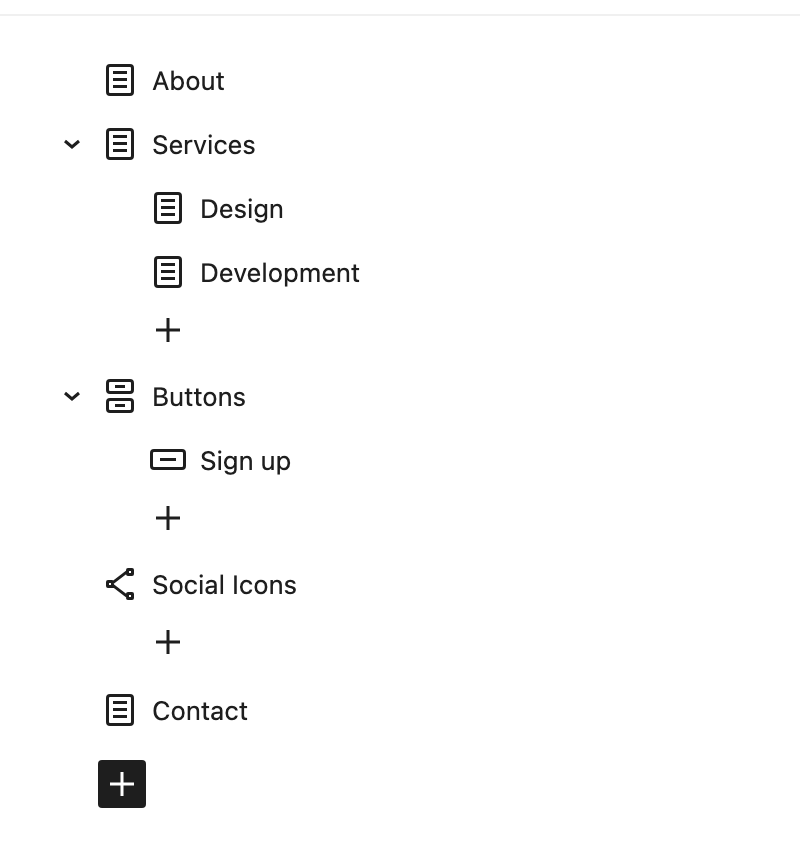 About
Services
Design
Development
Buttons
Sign up
Social Icons
Contact